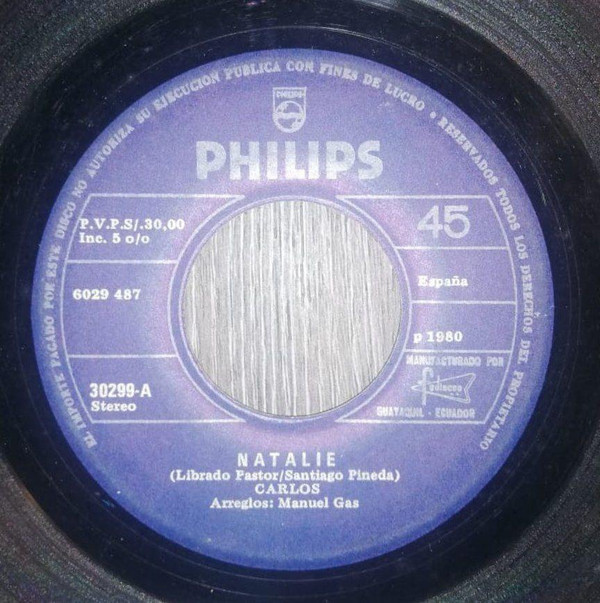 EL IMPORTE PAGADO POR ESTE DISCO NO AUTORIZA SU EJECUCION PUBLICA CON FINES DE LUCRO • RESERVADOS TODOS LOS DERECHOS DEL PROPIETARIO
PHILIPS
PHILIPS
P.V.P.S/.30,00
Inc. 5 o/o
45
6029 487
España
p 1980
30299-A
Stereo
MANUFACTURADO POR
fediscos
GUAYAQUIL - ECUADOR
NATALIE
(Librado Pastor/Santiago Pineda)
CARLOS
Arreglos: Manuel Gas